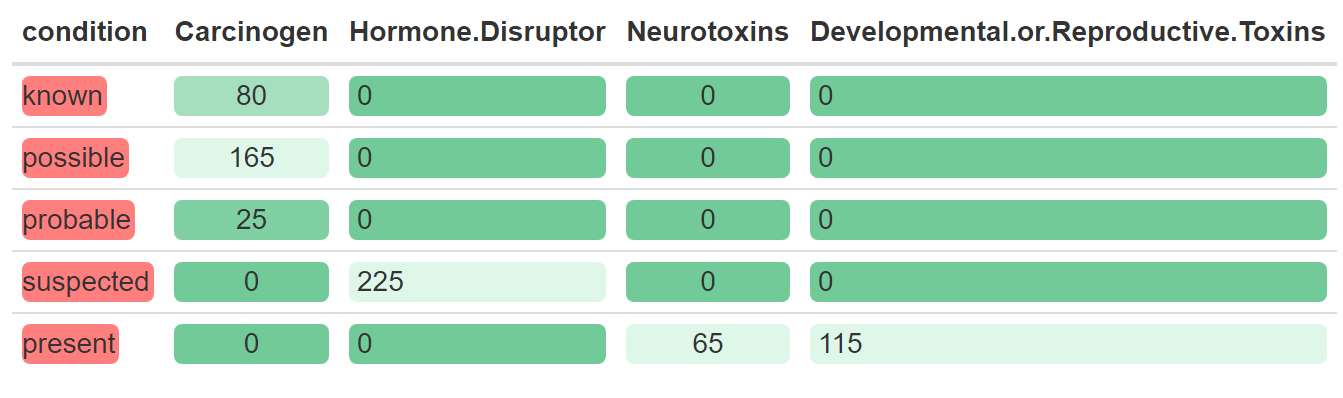 condition Carcinogen Hormone.Disruptor Neurotoxins Developmental.or.Reproductive.Toxins
known 80 0 0 0
possible 165 0 0 0
probable 25 0 0 0
suspected 0 225 0 0
present 0 0 65 115